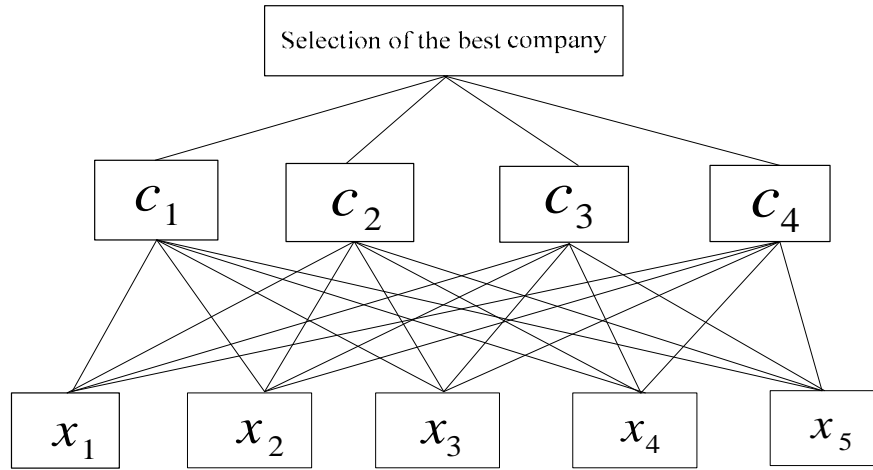 Selection of the best company
c₁ c₂ c₃ c₄
x₁ x₂ x₃ x₄ x₅